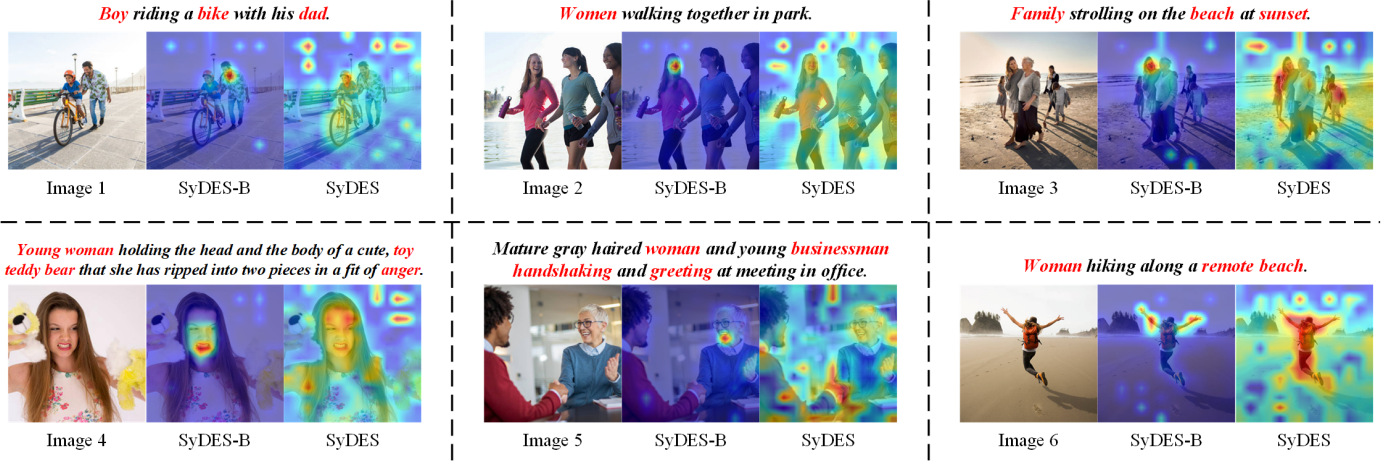 Boy riding a bike with his dad.
Image 1
SyDES-B
SyDES
Women walking together in park.
Image 2
SyDES-B
SyDES
Family strolling on the beach at sunset.
Image 3
SyDES-B
SyDES
Young woman holding the head and the body of a cute, toy
teddy bear that she has ripped into two pieces in a fit of anger.
Image 4
SyDES-B
SyDES
Mature gray haired woman and young businessman
handshaking and greeting at meeting in office.
Image 5
SyDES-B
SyDES
Woman hiking along a remote beach.
Image 6
SyDES-B
SyDES